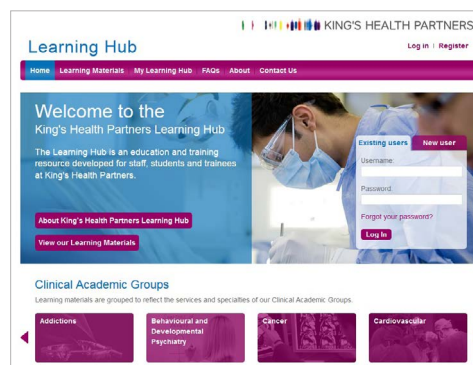 KING'S HEALTH PARTNERS
Learning Hub
Log in | Register
Home Learning Materials My Learning Hub FAQs About Contact Us
Welcome to the
King's Health Partners Learning Hub
The Learning Hub is an education and training
resource developed for staff, students and trainees
at King's Health Partners.
About King's Health Partners Learning Hub
View our Learning Materials
Existing users New user
Username:
Password:
Forgot your password?
Log In
Clinical Academic Groups
Learning materials are grouped to reflect the services and specialties of our Clinical Academic Groups.
Addictions
Behavioural and
Developmental
Psychiatry
Cancer
Cardiovascular